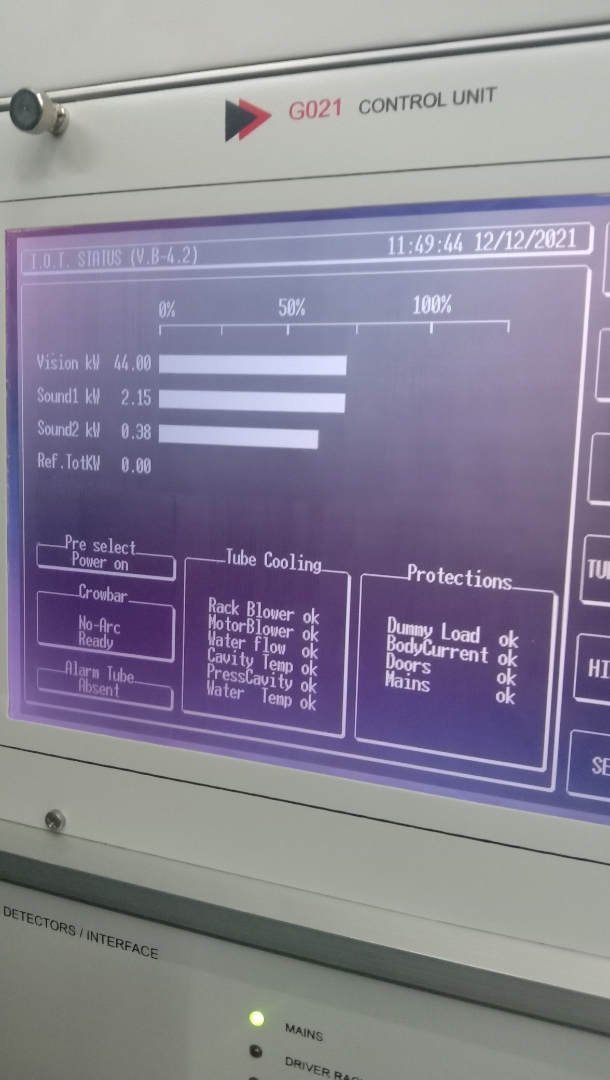 G021 CONTROL UNIT
I.O.T. STATUS (V.B-4.2) 11:49:44 12/12/2021
0% 50% 100%
Vision kW 44.00
Sound1 kW 2.15
Sound2 kW 0.38
Ref.TotKW 0.00
Pre select
Power on
Crowbar
No-Arc
Ready
Alarm Tube
Absent
Tube Cooling
Rack Blower ok
MotorBlower ok
Water flow ok
Cavity Temp ok
PressCavity ok
Water Temp ok
Protections
Dummy Load ok
BodyCurrent ok
Doors ok
Mains ok
HI
SE
DETECTORS / INTERFACE
MAINS
DRIVER